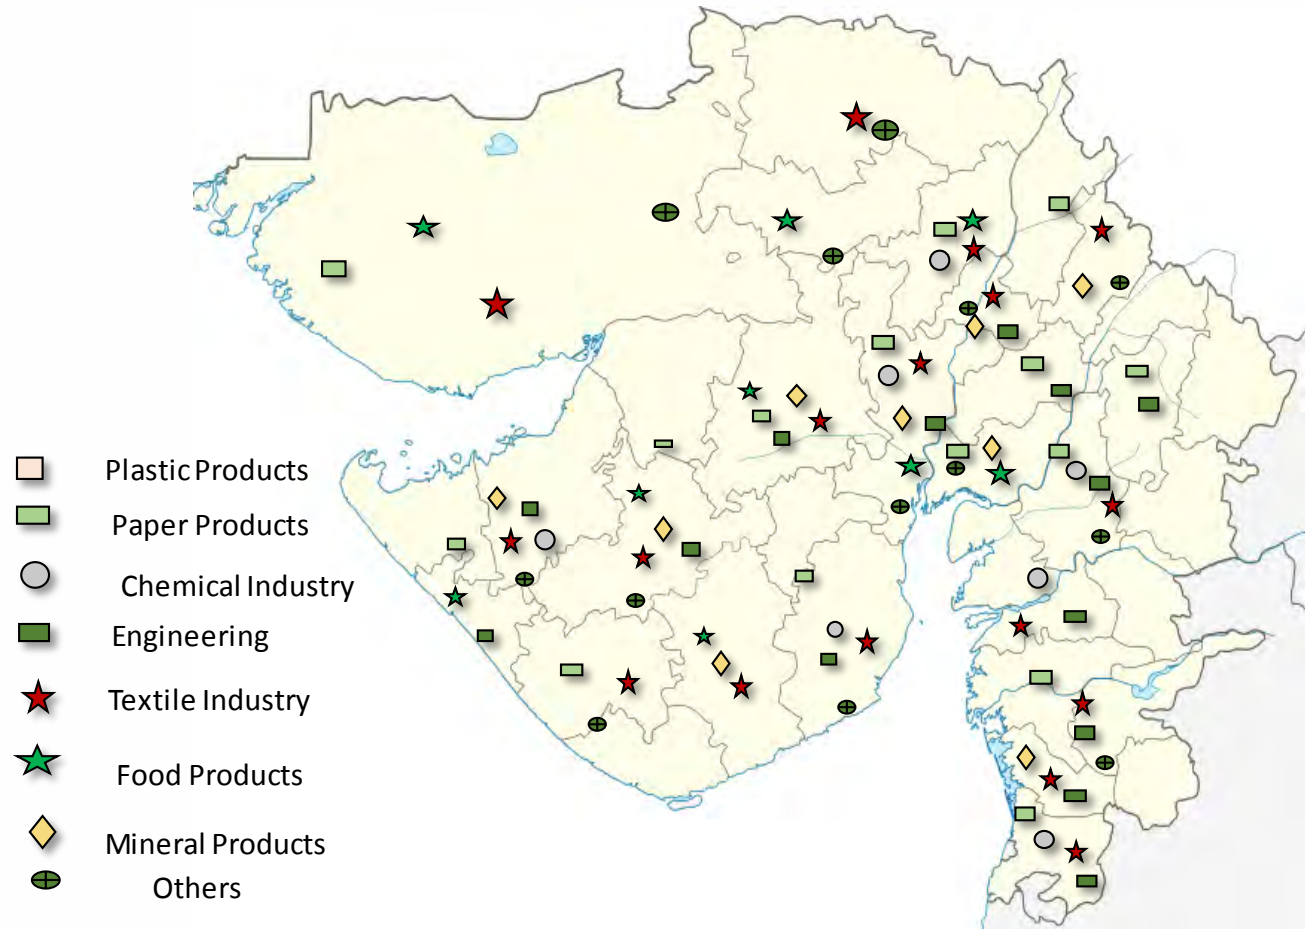 Plastic Products
Paper Products
Chemical Industry
Engineering
Textile Industry
Food Products
Mineral Products
Others